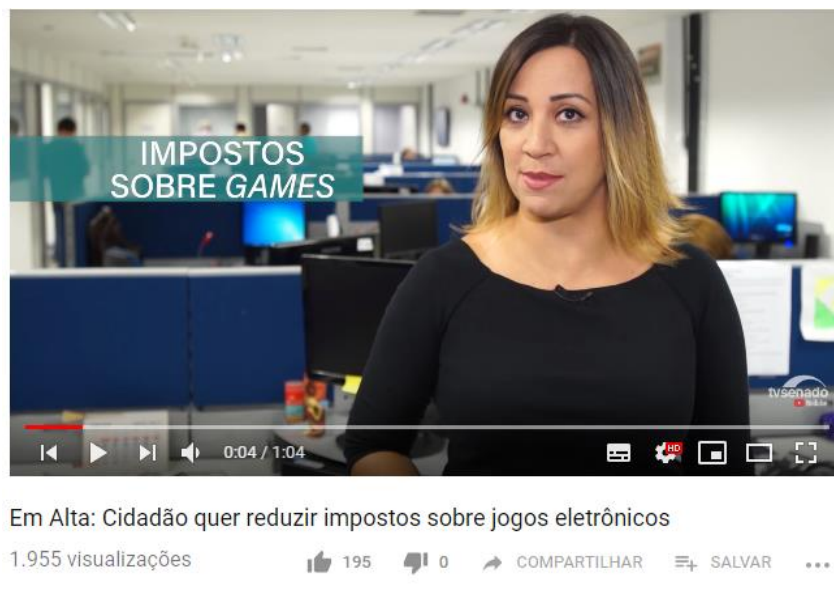 IMPOSTOS
SOBRE GAMES
tvsenado
0:04 / 1:04
HD
Em Alta: Cidadão quer reduzir impostos sobre jogos eletrônicos
1.955 visualizações
195
0
COMPARTILHAR
SALVAR